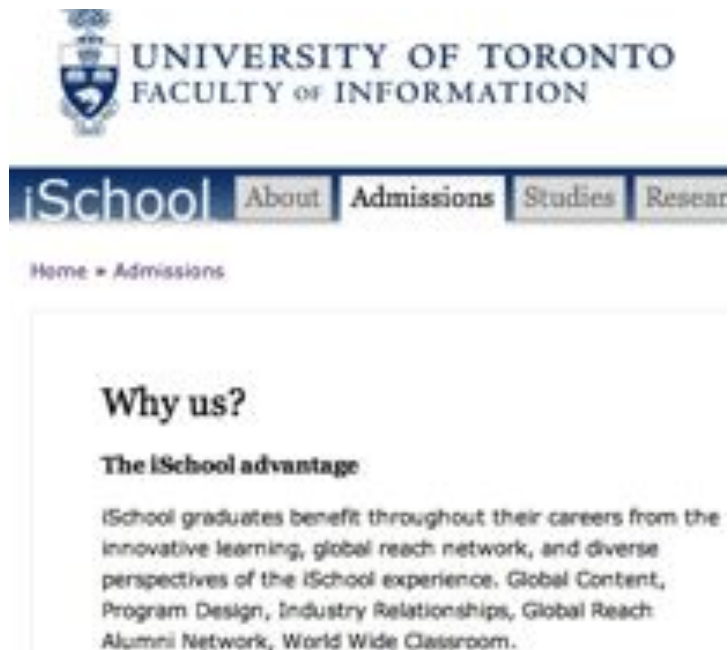 UNIVERSITY OF TORONTO
FACULTY OF INFORMATION
iSchool About Admissions Studies Resear
Home » Admissions
Why us?
The iSchool advantage
iSchool graduates benefit throughout their careers from the
innovative learning, global reach network, and diverse
perspectives of the iSchool experience. Global Content,
Program Design, Industry Relationships, Global Reach
Alumni Network, World Wide Classroom.